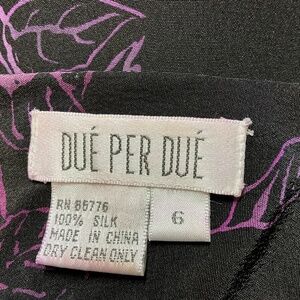 DUÉ PER DUÉ
RN 86776
100% SILK
MADE IN CHINA
DRY CLEAN ONLY
6